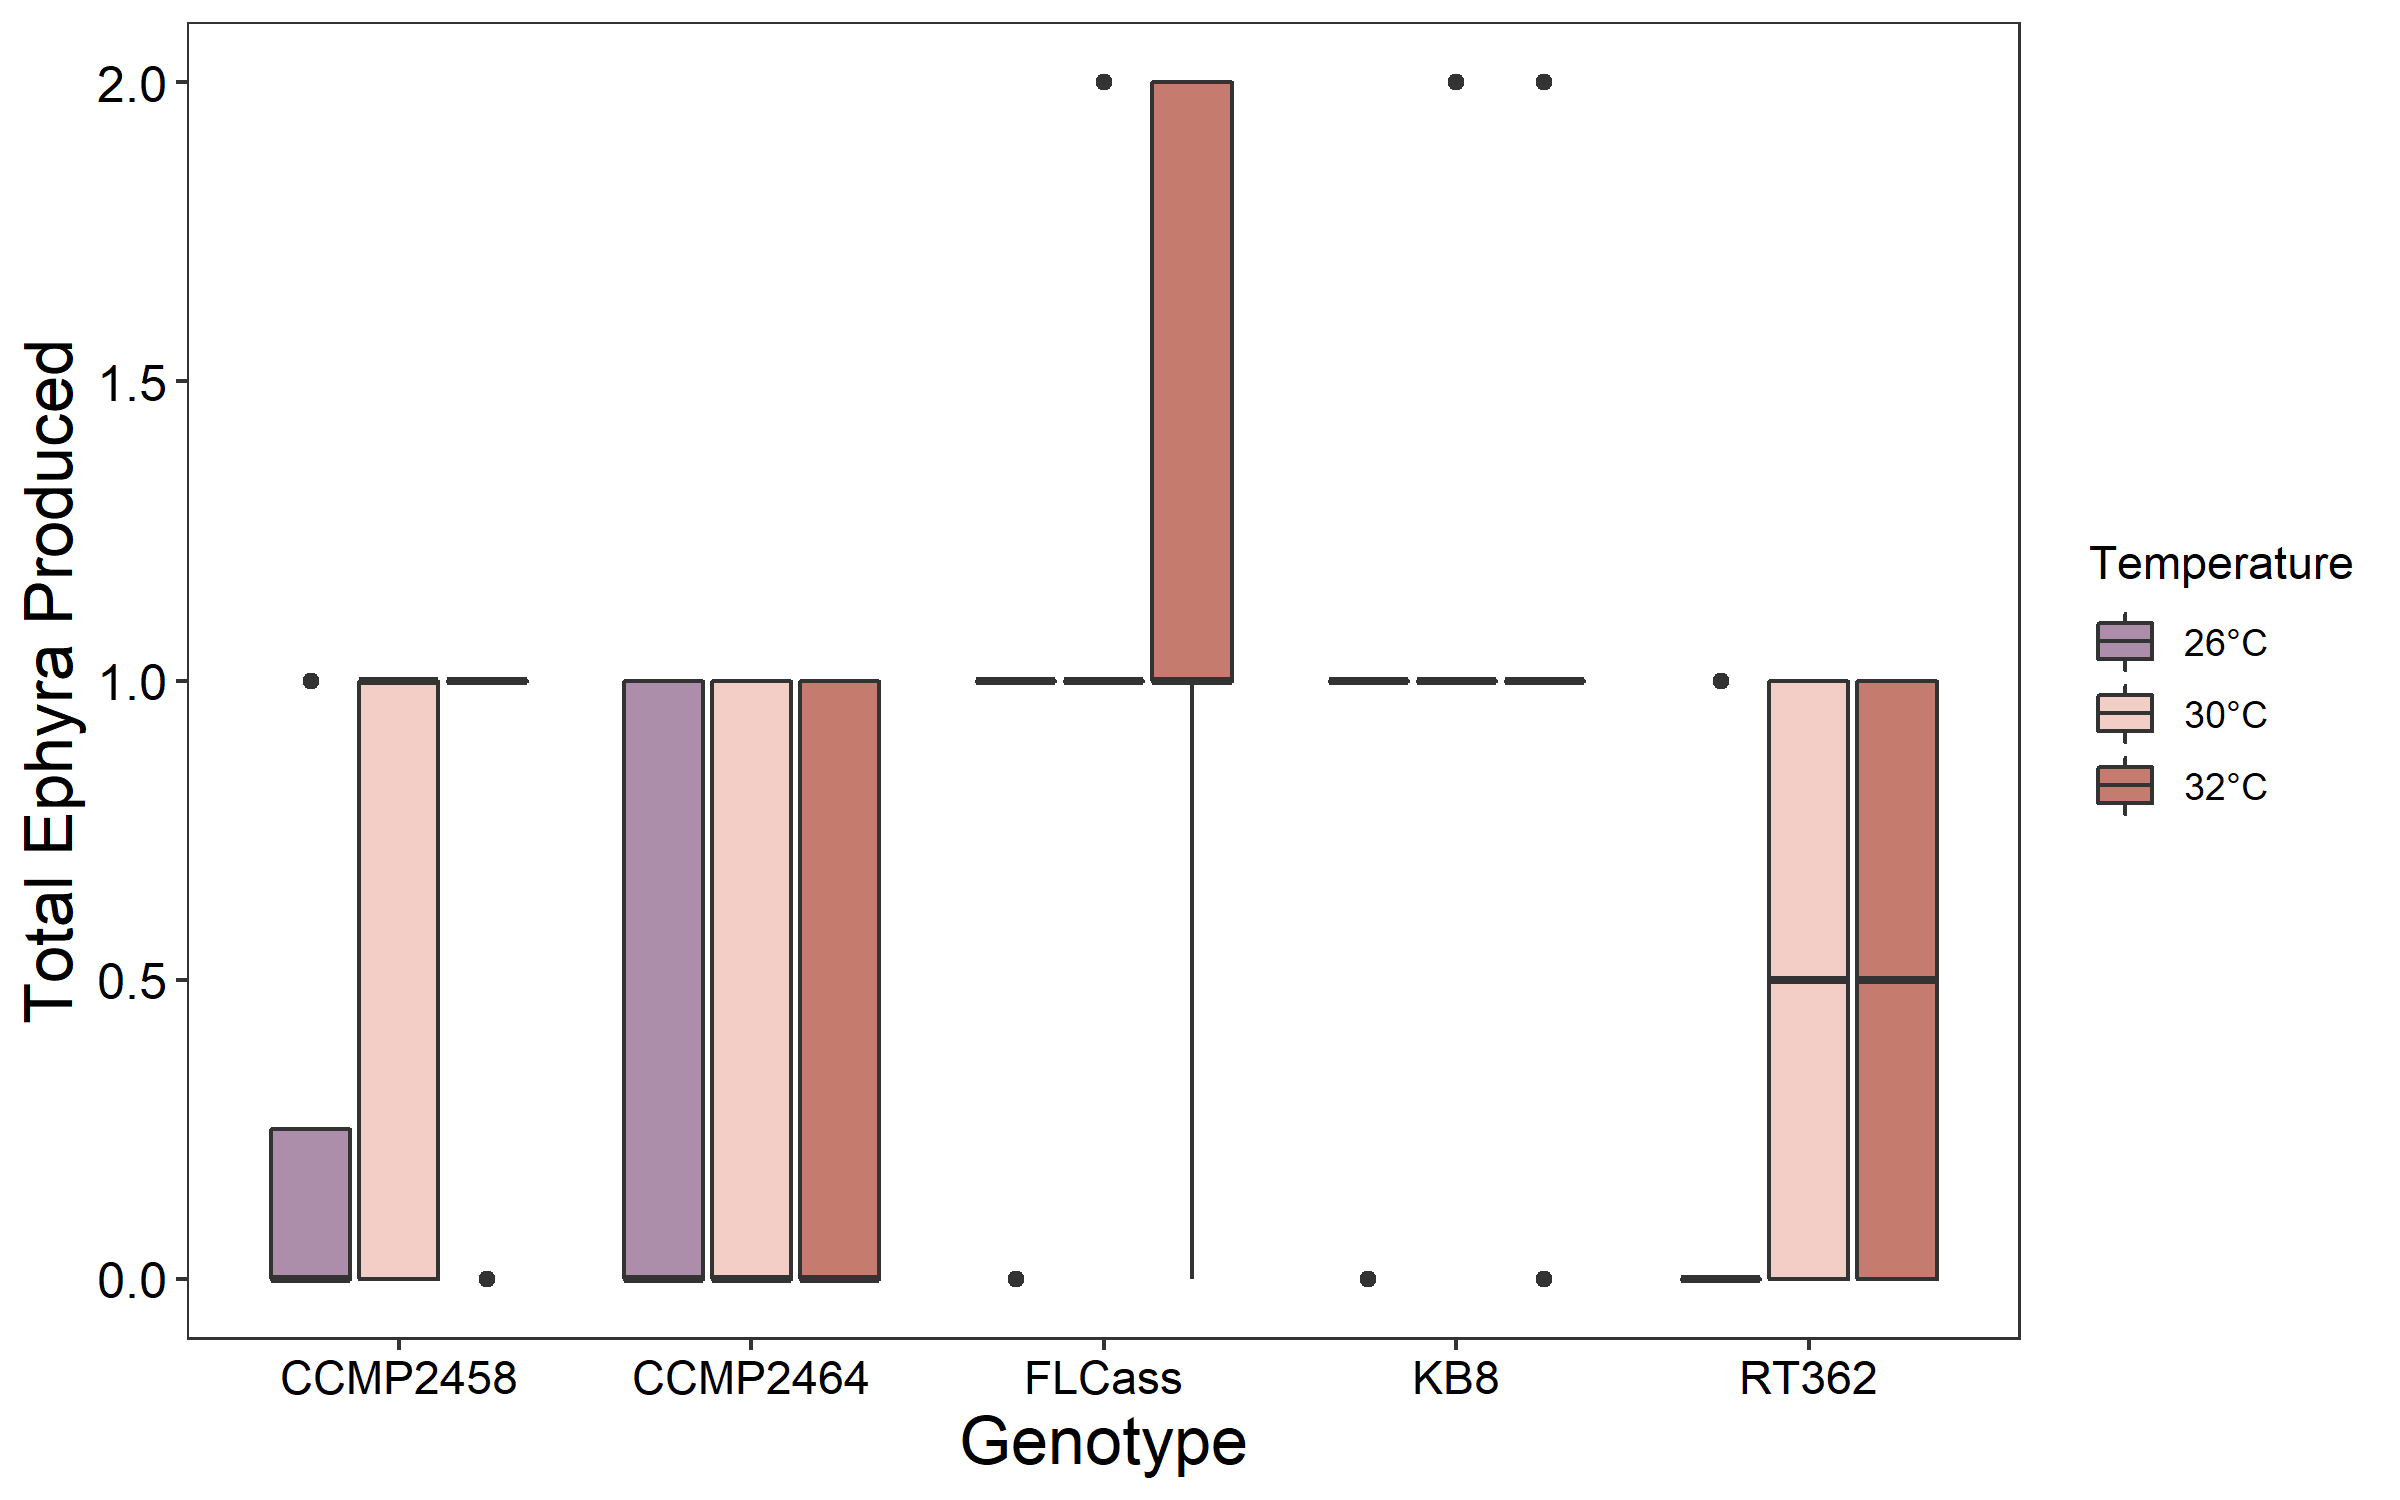 Total Ephyra Produced
2.0
1.5
1.0
0.5
0.0
CCMP2458
CCMP2464
FLCass
KB8
RT362
Genotype
Temperature
26°C
30°C
32°C